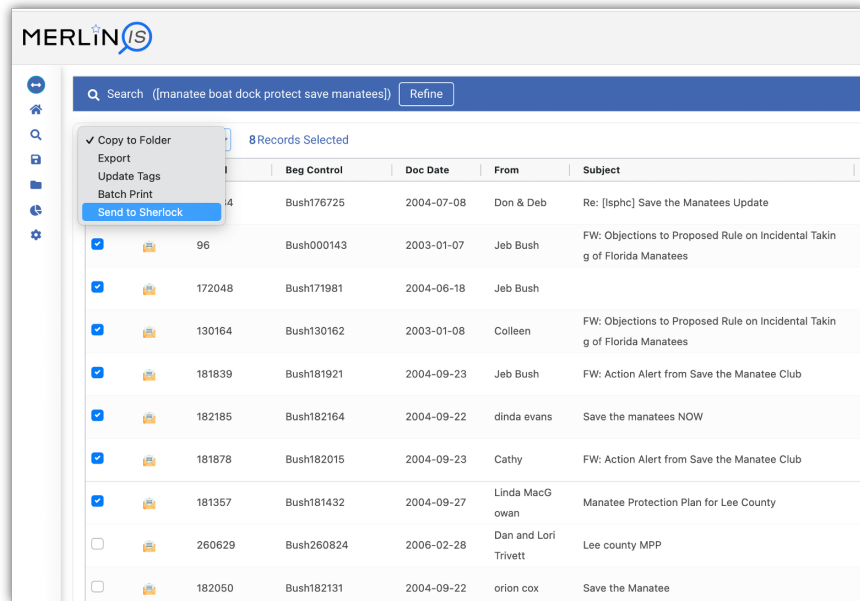 MERLIN IS
Search ([manatee boat dock protect save manatees]) Refine
✓ Copy to Folder
Export
Update Tags
Batch Print
Send to Sherlock
8 Records Selected
Beg Control Doc Date From Subject
Bush176725 2004-07-08 Don & Deb Re: [lsphc] Save the Manatees Update
96 Bush000143 2003-01-07 Jeb Bush FW: Objections to Proposed Rule on Incidental Takin
g of Florida Manatees
172048 Bush171981 2004-06-18 Jeb Bush
130164 Bush130162 2003-01-08 Colleen FW: Objections to Proposed Rule on Incidental Takin
g of Florida Manatees
181839 Bush181921 2004-09-23 Jeb Bush FW: Action Alert from Save the Manatee Club
182185 Bush182164 2004-09-22 dinda evans Save the manatees NOW
181878 Bush182015 2004-09-23 Cathy FW: Action Alert from Save the Manatee Club
181357 Bush181432 2004-09-27 Linda MacG
owan Manatee Protection Plan for Lee County
260629 Bush260824 2006-02-28 Dan and Lori
Trivett Lee county MPP
182050 Bush182131 2004-09-22 orion cox Save the Manatee